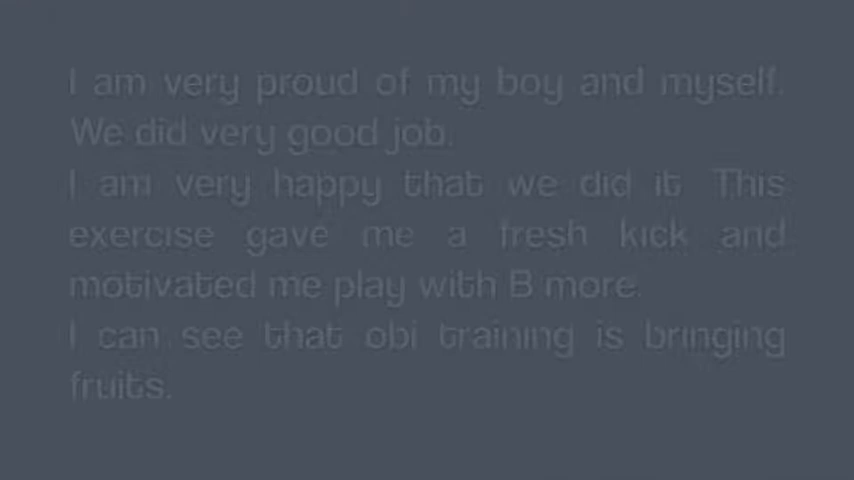 I am very proud of my boy and myself.
We did very good job.
I am very happy that we did it. This
exercise gave me a fresh kick and
motivated me play with B more.
I can see that obi training is bringing
fruits.